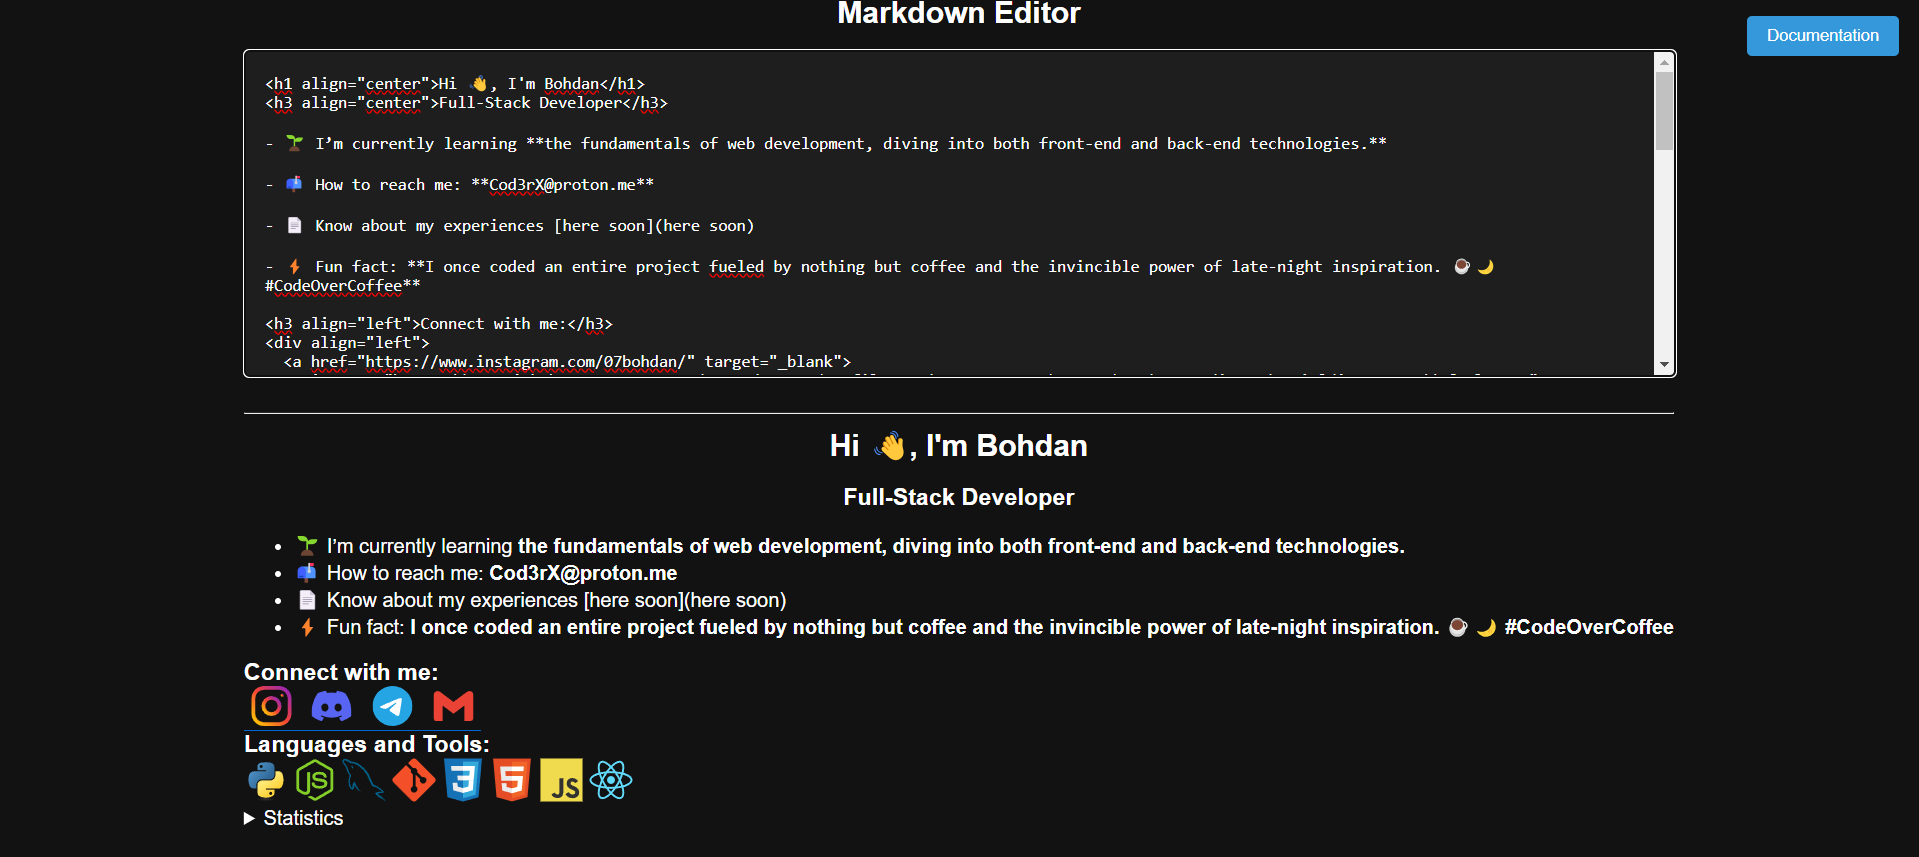 Markdown Editor
Documentation
<h1 align="center">Hi 👋, I'm Bohdan</h1>
<h3 align="center">Full-Stack Developer</h3>
- 🌱 I’m currently learning **the fundamentals of web development, diving into both front-end and back-end technologies.**
- 📫 How to reach me: **Cod3rX@proton.me**
- 📄 Know about my experiences [here soon](here soon)
- ⚡ Fun fact: **I once coded an entire project fueled by nothing but coffee and the invincible power of late-night inspiration. ☕🌙
#CodeOverCoffee**
<h3 align="left">Connect with me:</h3>
<div align="left">
<a href="https://www.instagram.com/07bohdan/" target="_blank">
Hi 👋, I'm Bohdan
Full-Stack Developer
• 🌱 I’m currently learning the fundamentals of web development, diving into both front-end and back-end technologies.
• 📫 How to reach me: Cod3rX@proton.me
• 📄 Know about my experiences [here soon](here soon)
• ⚡ Fun fact: I once coded an entire project fueled by nothing but coffee and the invincible power of late-night inspiration. ☕🌙 #CodeOverCoffee
Connect with me:
Languages and Tools:
JS 3 5 JS
▶ Statistics